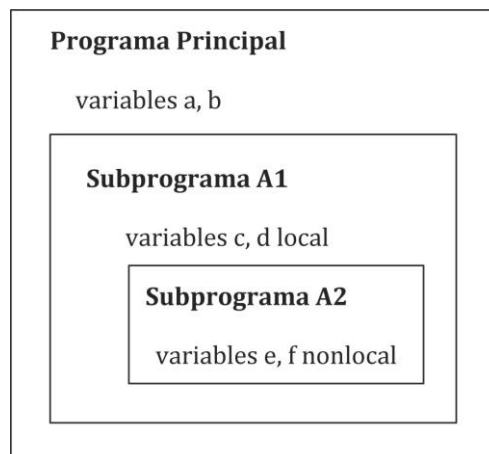 Programa Principal
variables a, b
Subprograma A1
variables c, d local
Subprograma A2
variables e, f nonlocal